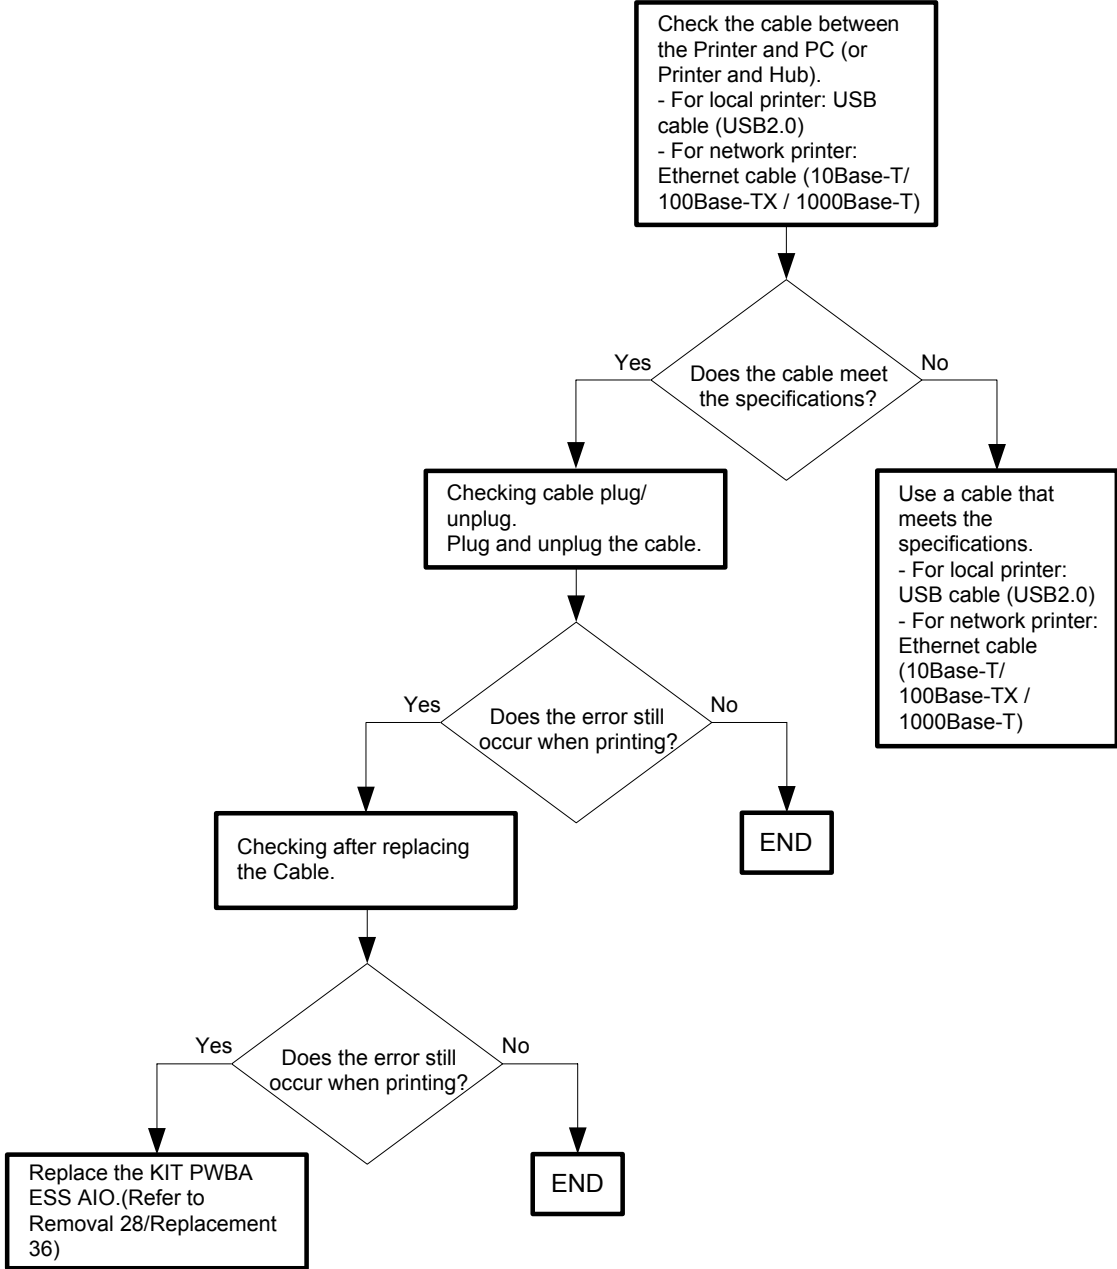 Check the cable between
the Printer and PC (or
Printer and Hub).
- For local printer: USB
cable (USB2.0)
- For network printer:
Ethernet cable (10Base-T/
100Base-TX / 1000Base-T)
Yes
No
Does the cable meet
the specifications?
Checking cable plug/
unplug.
Plug and unplug the cable.
Use a cable that
meets the
specifications.
- For local printer:
USB cable (USB2.0)
- For network printer:
Ethernet cable
(10Base-T/
100Base-TX /
1000Base-T)
Yes
No
Does the error still
occur when printing?
Checking after replacing
the Cable.
END
Yes
No
Does the error still
occur when printing?
Replace the KIT PWBA
ESS AIO.(Refer to
Removal 28/Replacement
36)
END